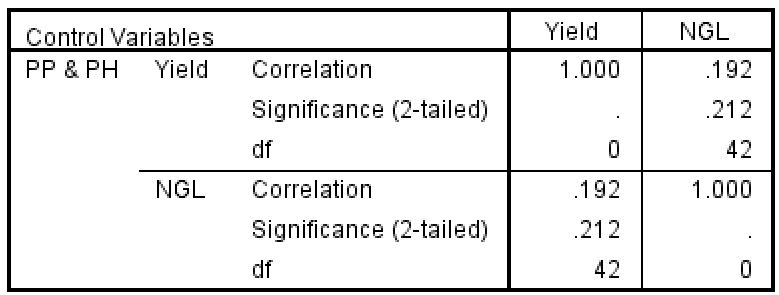 Control Variables Yield NGL
PP & PH Yield Correlation 1.000 .192
Significance (2-tailed) . .212
df 0 42
NGL Correlation .192 1.000
Significance (2-tailed) .212 .
df 42 0